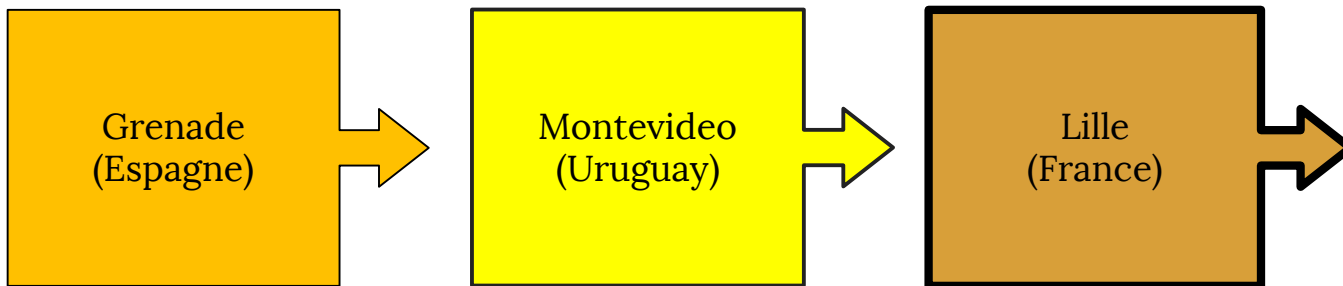 Grenade
(Espagne)
Montevideo
(Uruguay)
Lille
(France)